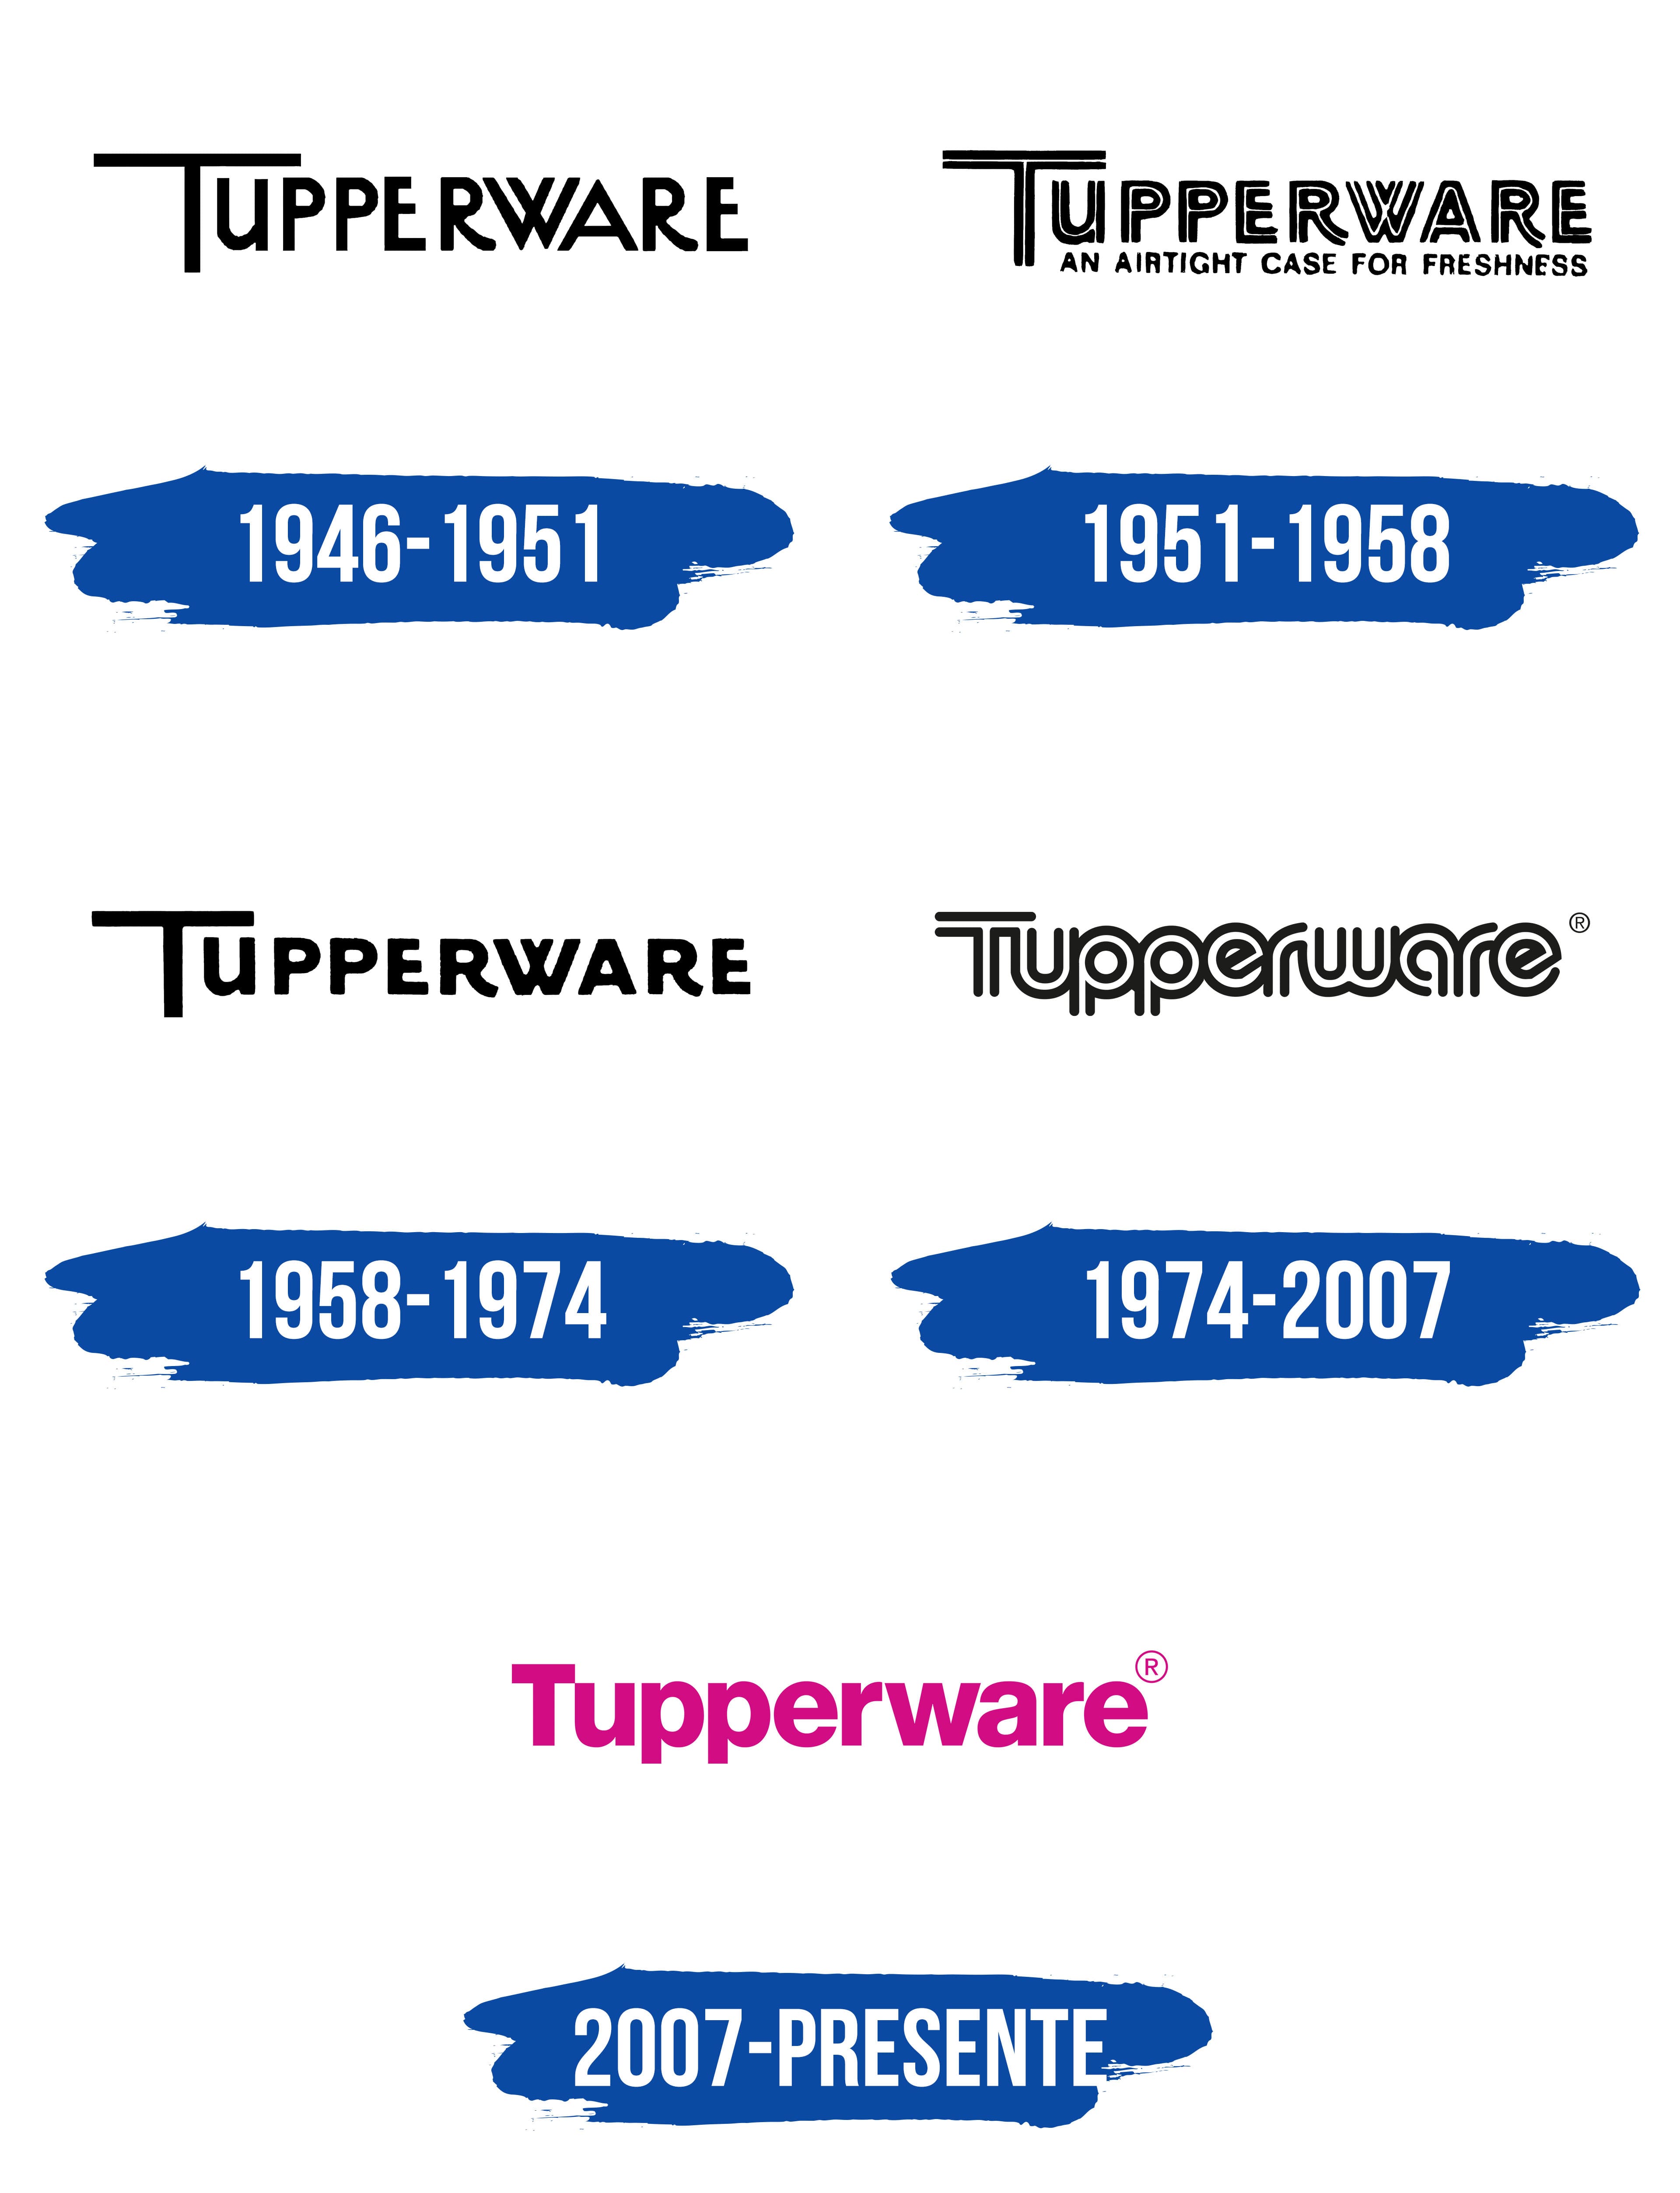 TUPPERWARE
TUPPERWARE
AN AIRTIGHT CASE FOR FRESHNESS
1946-1951
1951-1958
TUPPERWARE
Tupperware®
1958-1974
1974-2007
Tupperware®
2007-PRESENTE